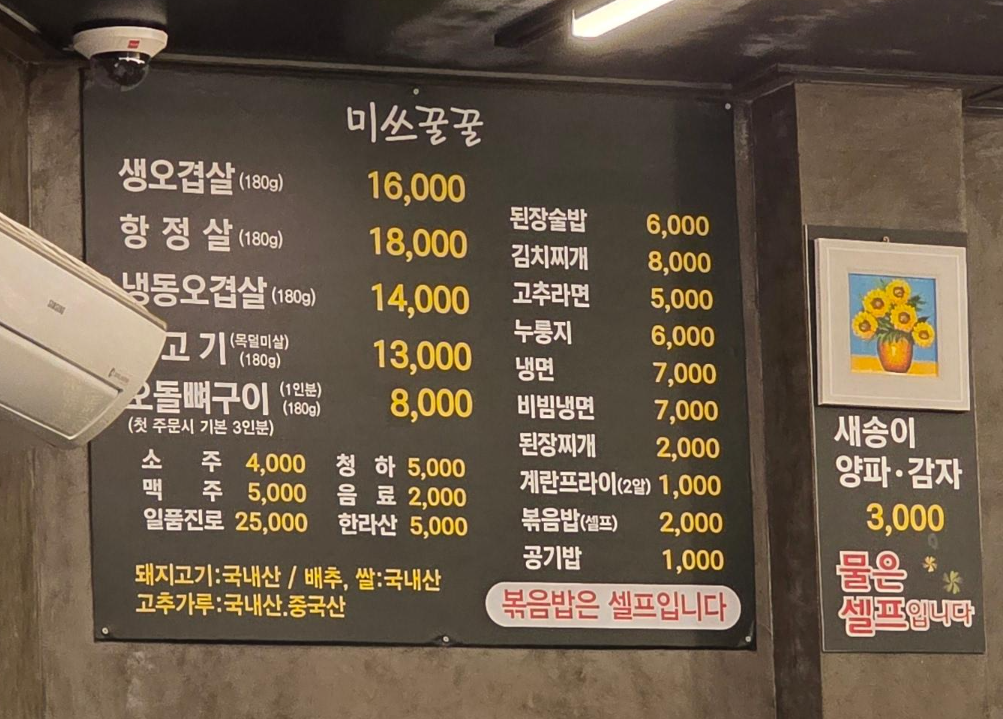 미쓰꿀꿀
생오겹살(180g) 16,000
항정살(180g) 18,000
냉동오겹살(180g) 14,000
고기(목덜미살)(180g) 13,000
오돌뼈구이(1인분)(180g) 8,000
(첫 주문시 기본 3인분)
소주 4,000 청하 5,000
맥주 5,000 음료 2,000
일품진로 25,000 한라산 5,000
돼지고기:국내산 / 배추, 쌀:국내산
고추가루:국내산.중국산
된장술밥 6,000
김치찌개 8,000
고추라면 5,000
누룽지 6,000
냉면 7,000
비빔냉면 7,000
된장찌개 2,000
계란프라이(2알) 1,000
볶음밥(셀프) 2,000
공기밥 1,000
볶음밥은 셀프입니다
새송이
양파·감자
3,000
물은
셀프입니다
SAMSUNG